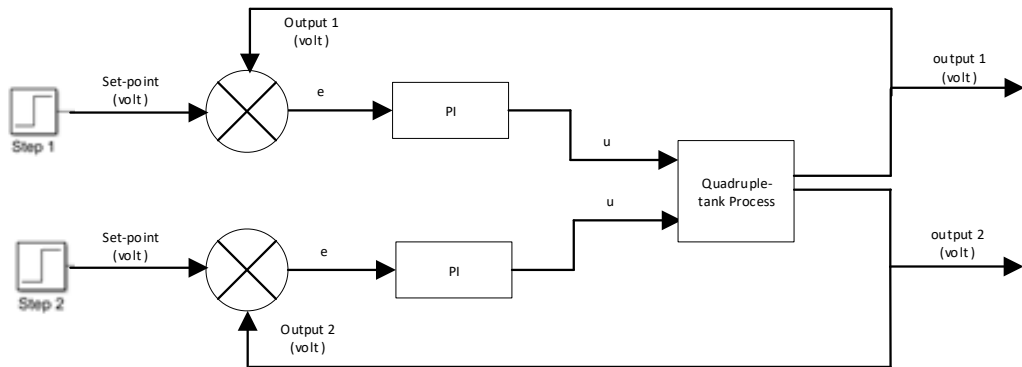 Output 1
(volt)
output 1
(volt)
Set-point
(volt)
e
PI
Step 1
u
Quadruple-
tank Process
u
Set-point
(volt)
e
PI
output 2
(volt)
Step 2
Output 2
(volt)